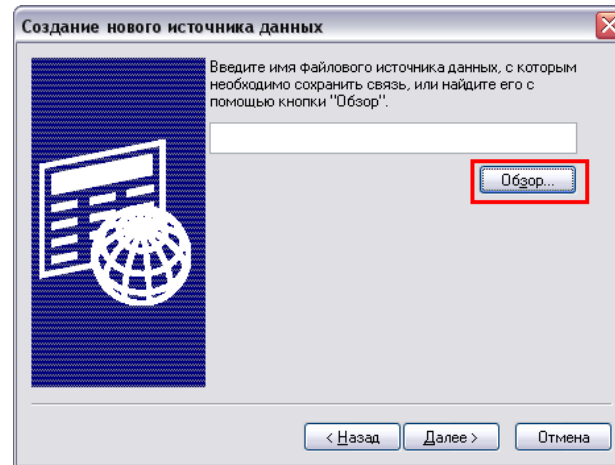 Создание нового источника данных
Введите имя файлового источника данных, с которым
необходимо сохранить связь, или найдите его с
помощью кнопки "Обзор".
Обзор...
< Назад
Далее >
Отмена